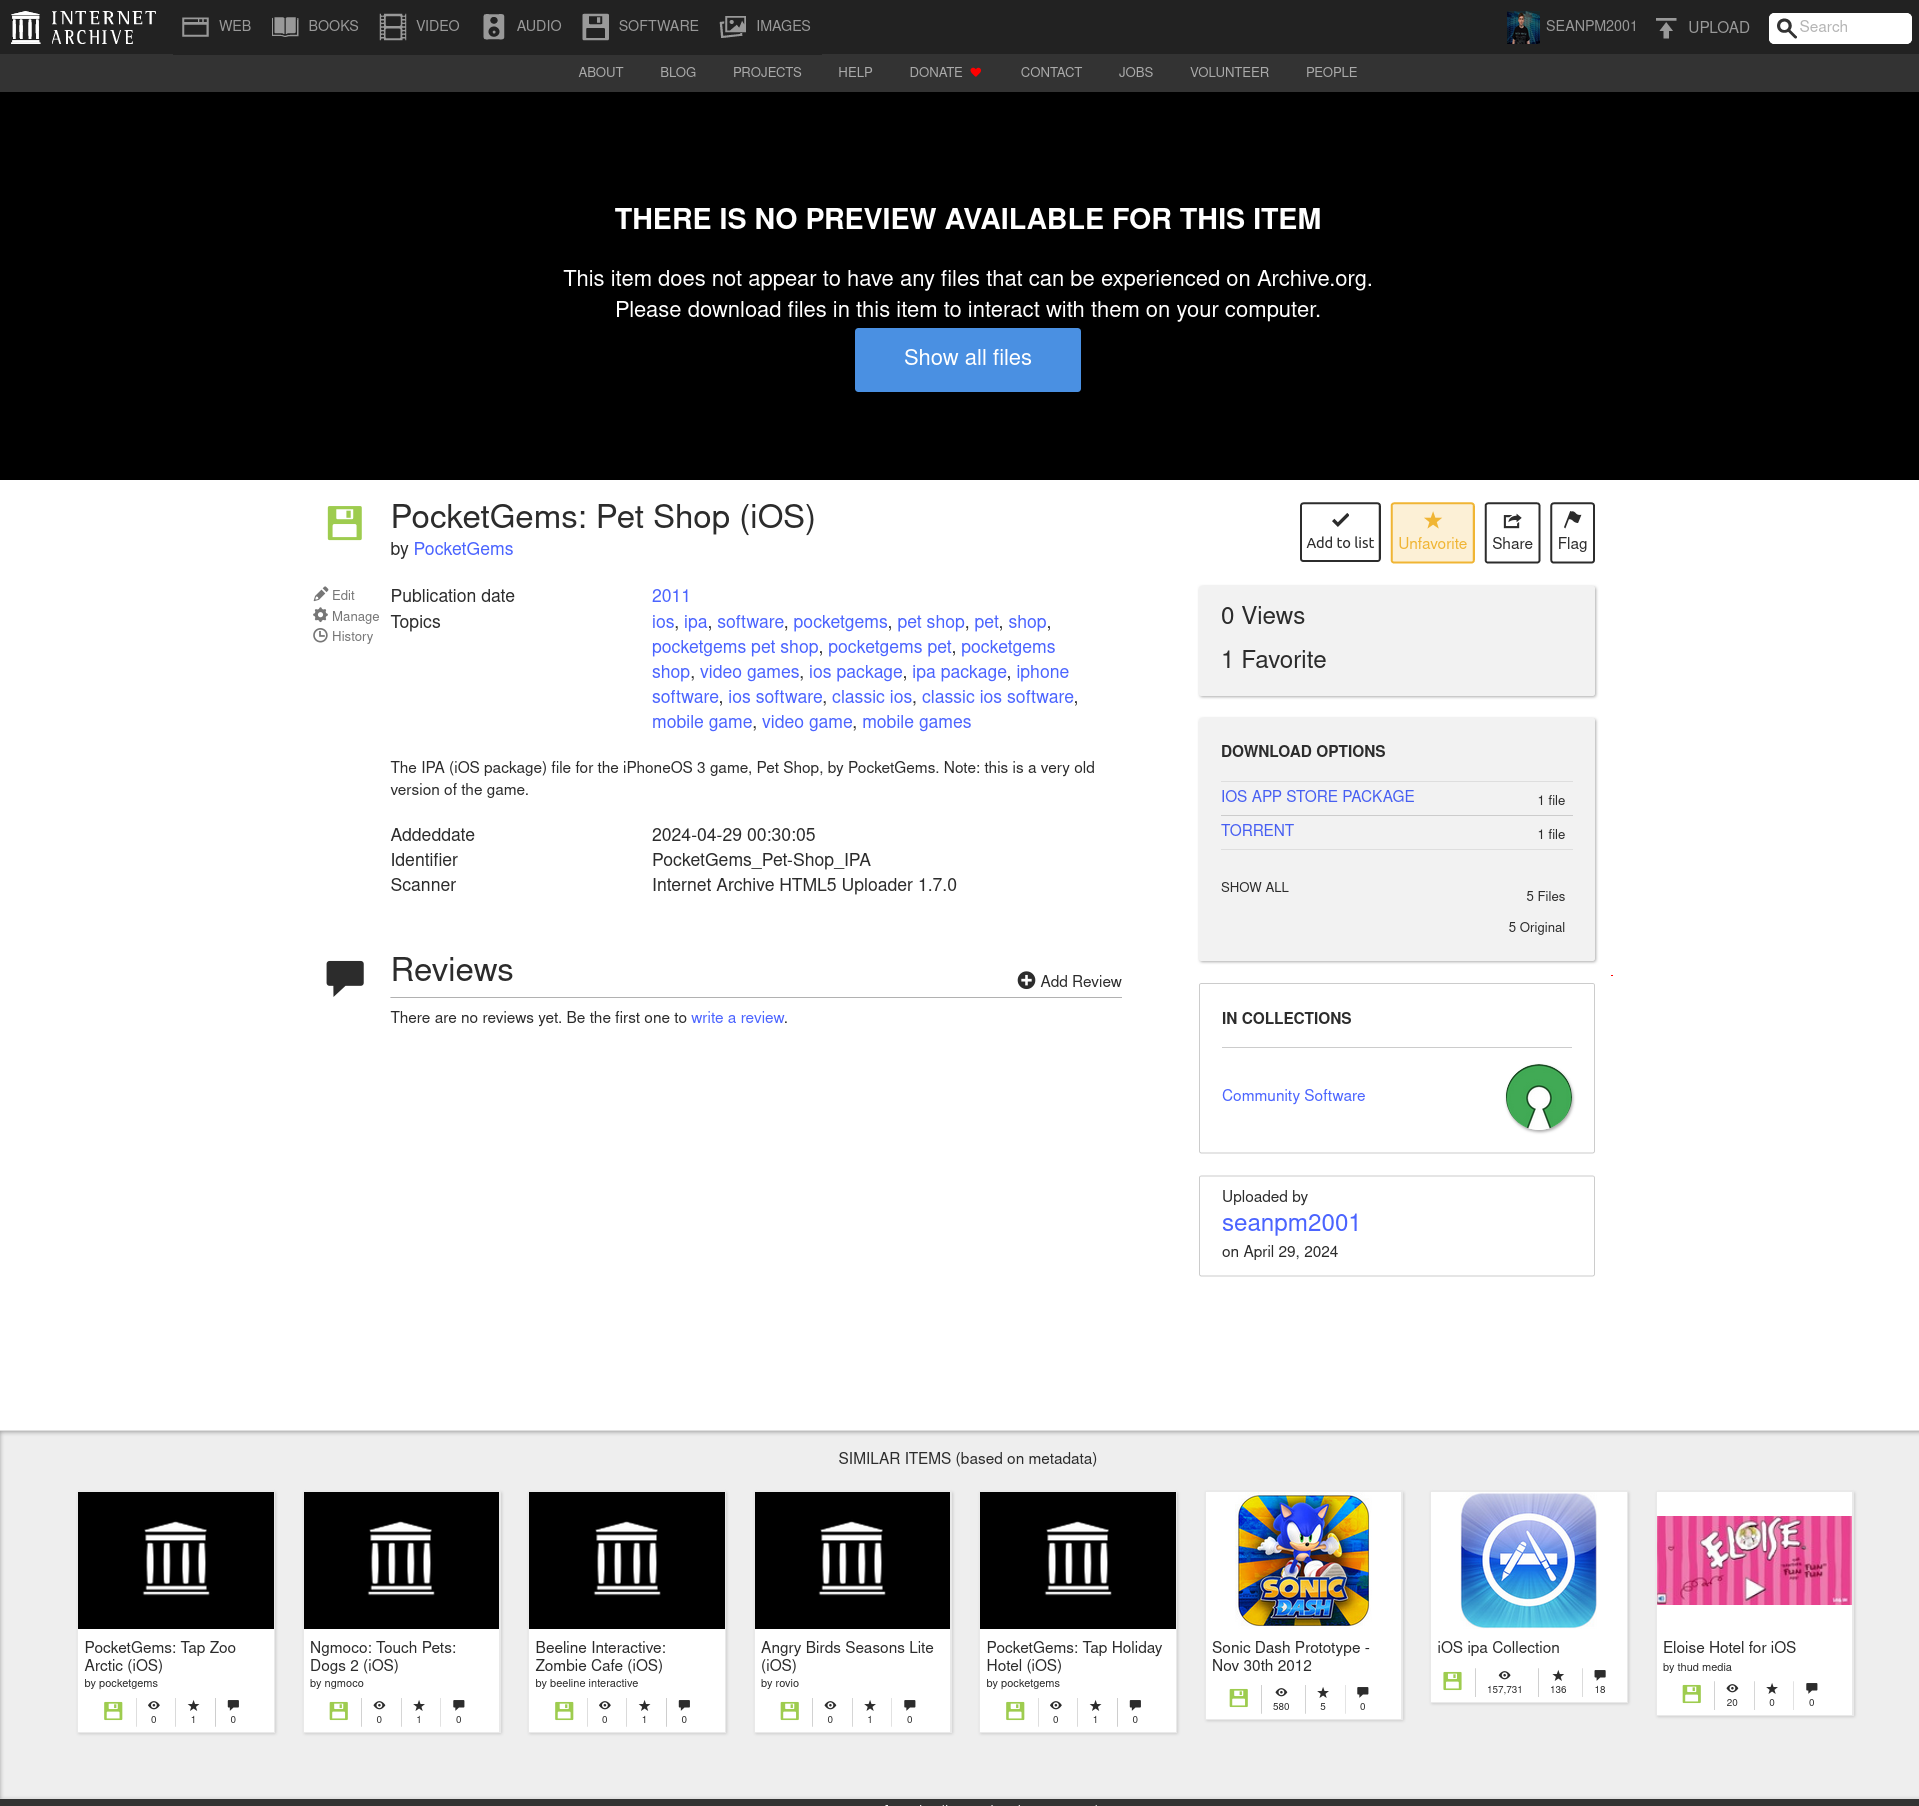 INTERNET ARCHIVE
WEB BOOKS VIDEO AUDIO SOFTWARE IMAGES SEANPM2001 UPLOAD Search
ABOUT BLOG PROJECTS HELP DONATE CONTACT JOBS VOLUNTEER PEOPLE
THERE IS NO PREVIEW AVAILABLE FOR THIS ITEM
This item does not appear to have any files that can be experienced on Archive.org.
Please download files in this item to interact with them on your computer.
Show all files
PocketGems: Pet Shop (iOS)
by PocketGems
Add to list Unfavorite Share Flag
Edit
Manage
History
Publication date 2011
Topics ios, ipa, software, pocketgems, pet shop, pet, shop,
pocketgems pet shop, pocketgems pet, pocketgems
shop, video games, ios package, ipa package, iphone
software, ios software, classic ios, classic ios software,
mobile game, video game, mobile games
The IPA (iOS package) file for the iPhoneOS 3 game, Pet Shop, by PocketGems. Note: this is a very old
version of the game.
Addeddate 2024-04-29 00:30:05
Identifier PocketGems_Pet-Shop_IPA
Scanner Internet Archive HTML5 Uploader 1.7.0
Reviews
Add Review
There are no reviews yet. Be the first one to write a review.
0 Views
1 Favorite
DOWNLOAD OPTIONS
IOS APP STORE PACKAGE 1 file
TORRENT 1 file
SHOW ALL 5 Files
5 Original
IN COLLECTIONS
Community Software
Uploaded by
seanpm2001
on April 29, 2024
SIMILAR ITEMS (based on metadata)
PocketGems: Tap Zoo
Arctic (iOS)
by pocketgems
0 1 0
Ngmoco: Touch Pets:
Dogs 2 (iOS)
by ngmoco
0 1 0
Beeline Interactive:
Zombie Cafe (iOS)
by beeline interactive
0 1 0
Angry Birds Seasons Lite
(iOS)
by rovio
0 1 0
PocketGems: Tap Holiday
Hotel (iOS)
by pocketgems
0 1 0
SONIC
DASH
Sonic Dash Prototype -
Nov 30th 2012
580 5 0
iOS ipa Collection
157,731 136 18
ELOISE
Eloise Hotel for iOS
by thud media
20 0 0